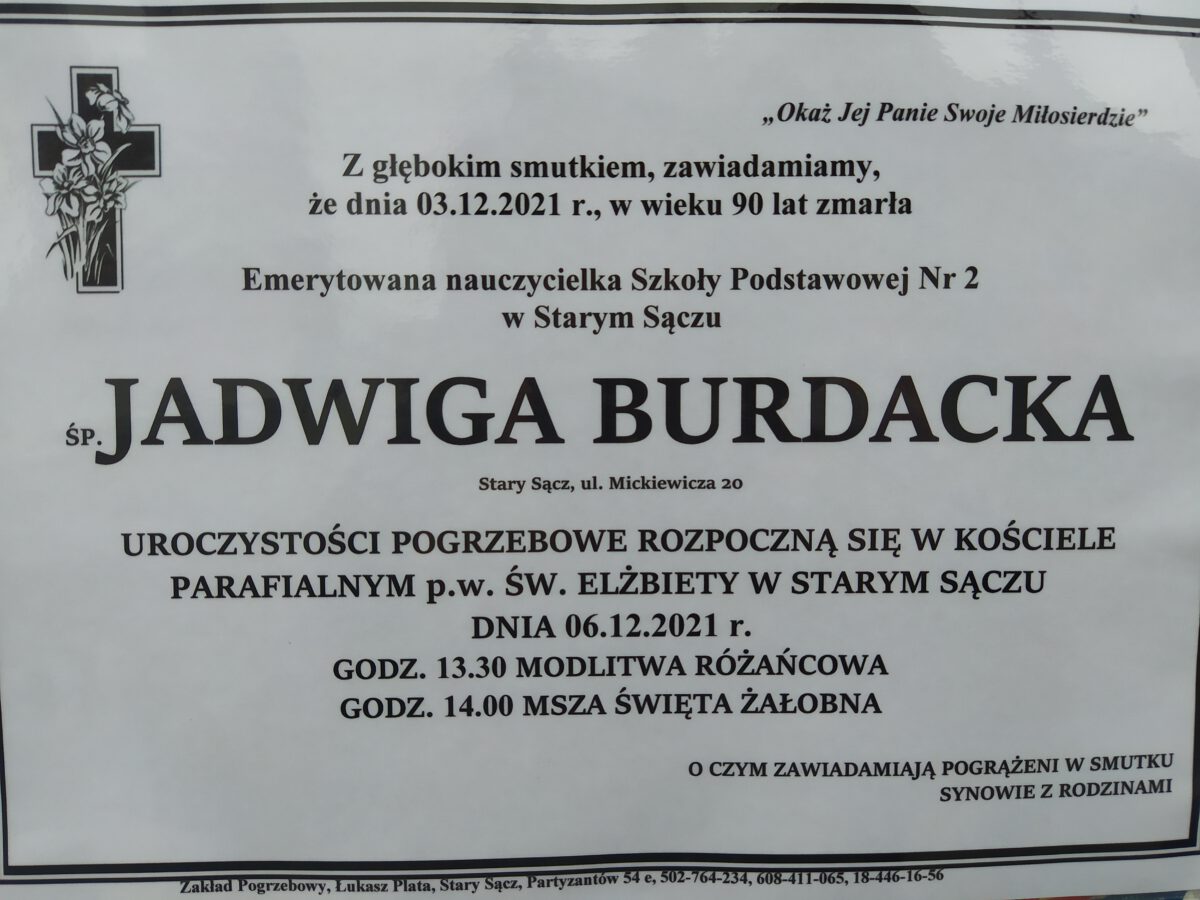 „Okaż Jej Panie Swoje Miłosierdzie”
Z głębokim smutkiem, zawiadamiamy,
że dnia 03.12.2021 r., w wieku 90 lat zmarła
Emerytowana nauczycielka Szkoły Podstawowej Nr 2
w Starym Sączu
ŚP. JADWIGA BURDACKA
Stary Sącz, ul. Mickiewicza 20
UROCZYSTOŚCI POGRZEBOWE ROZPOCZNĄ SIĘ W KOŚCIELE
PARAFIALNYM p.w. ŚW. ELŻBIETY W STARYM SĄCZU
DNIA 06.12.2021 r.
GODZ. 13.30 MODLITWA RÓŻAŃCOWA
GODZ. 14.00 MSZA ŚWIĘTA ŻAŁOBNA
O CZYM ZAWIADAMIAJĄ POGRĄŻENI W SMUTKU
SYNOWIE Z RODZINAMI
Zakład Pogrzebowy, Łukasz Plata, Stary Sącz, Partyzantów 54 e, 502-764-234, 608-411-065, 18-446-16-56